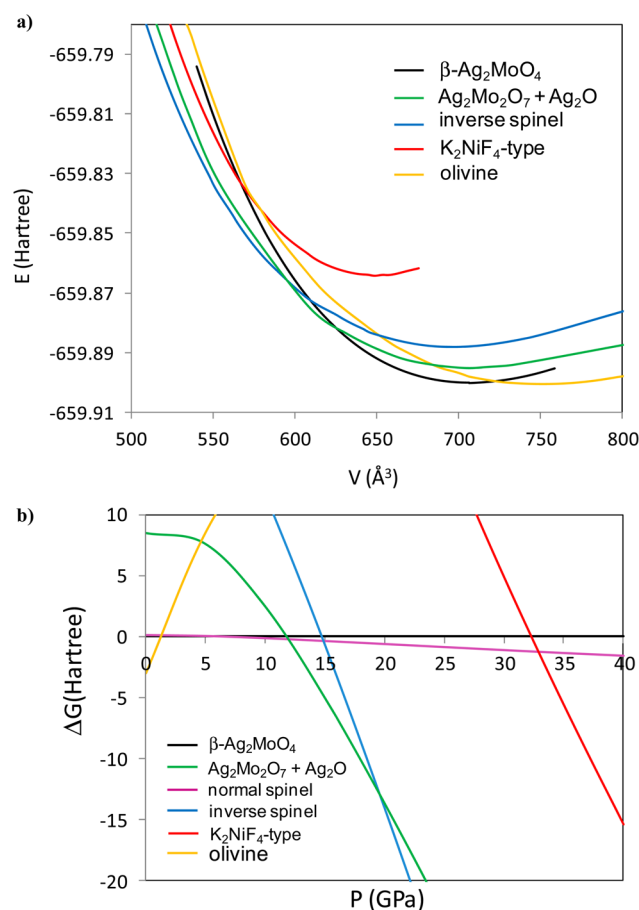 a)
-659.79
-659.81
-659.83
-659.85
-659.87
-659.89
-659.91
E (Hartree)
β-Ag₂MoO₄
Ag₂Mo₂O₇ + Ag₂O
inverse spinel
K₂NiF₄-type
olivine
500 550 600 650 700 750 800
V (Å³)
b)
10
5
0
-5
-10
-15
-20
ΔG(Hartree)
0 5 10 15 20 25 30 35 40
β-Ag₂MoO₄
Ag₂Mo₂O₇ + Ag₂O
normal spinel
inverse spinel
K₂NiF₄-type
olivine
P (GPa)